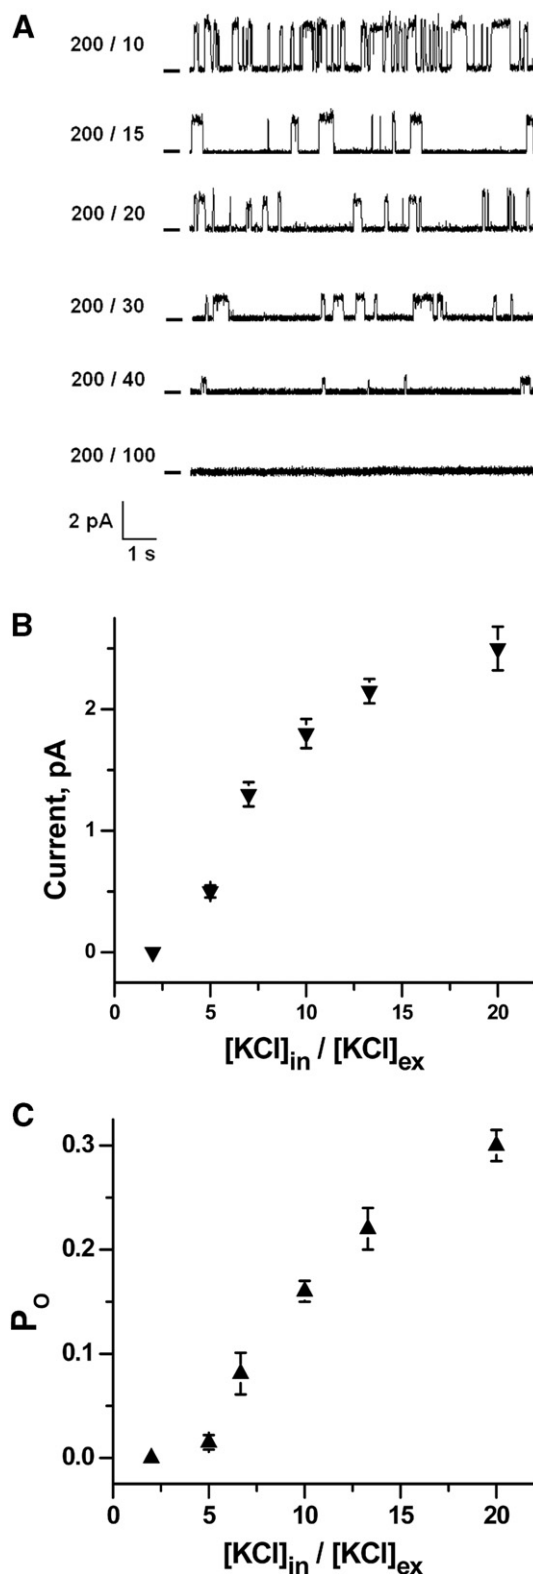 A
200 / 10
200 / 15
200 / 20
200 / 30
200 / 40
200 / 100
2 pA
1 s
B
2
1
0
Current, pA
0 5 10 15 20
[KCl]in / [KCl]ex
C
0.3
0.2
0.1
0.0
PO
0 5 10 15 20
[KCl]in / [KCl]ex